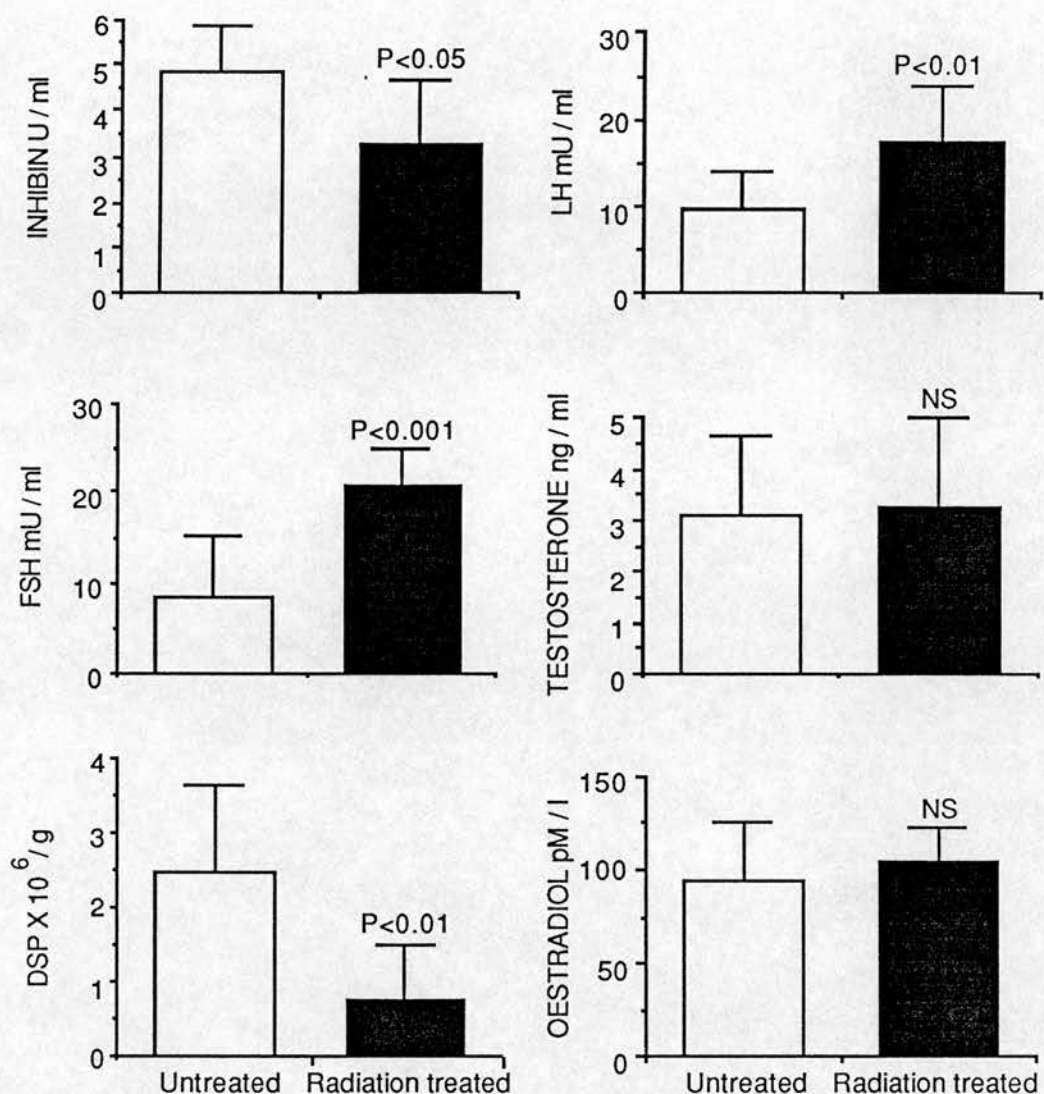 INHIBIN U / ml
6
5
4
3
2
1
0
P<0.05
LH mU / ml
30
20
10
0
P<0.01
FSH mU / ml
30
20
10
0
P<0.001
TESTOSTERONE ng / ml
5
4
3
2
1
0
NS
DSP X 10^6 / g
4
3
2
1
0
P<0.01
Untreated
Radiation treated
OESTRADIOL pM / l
150
100
50
0
NS
Untreated
Radiation treated